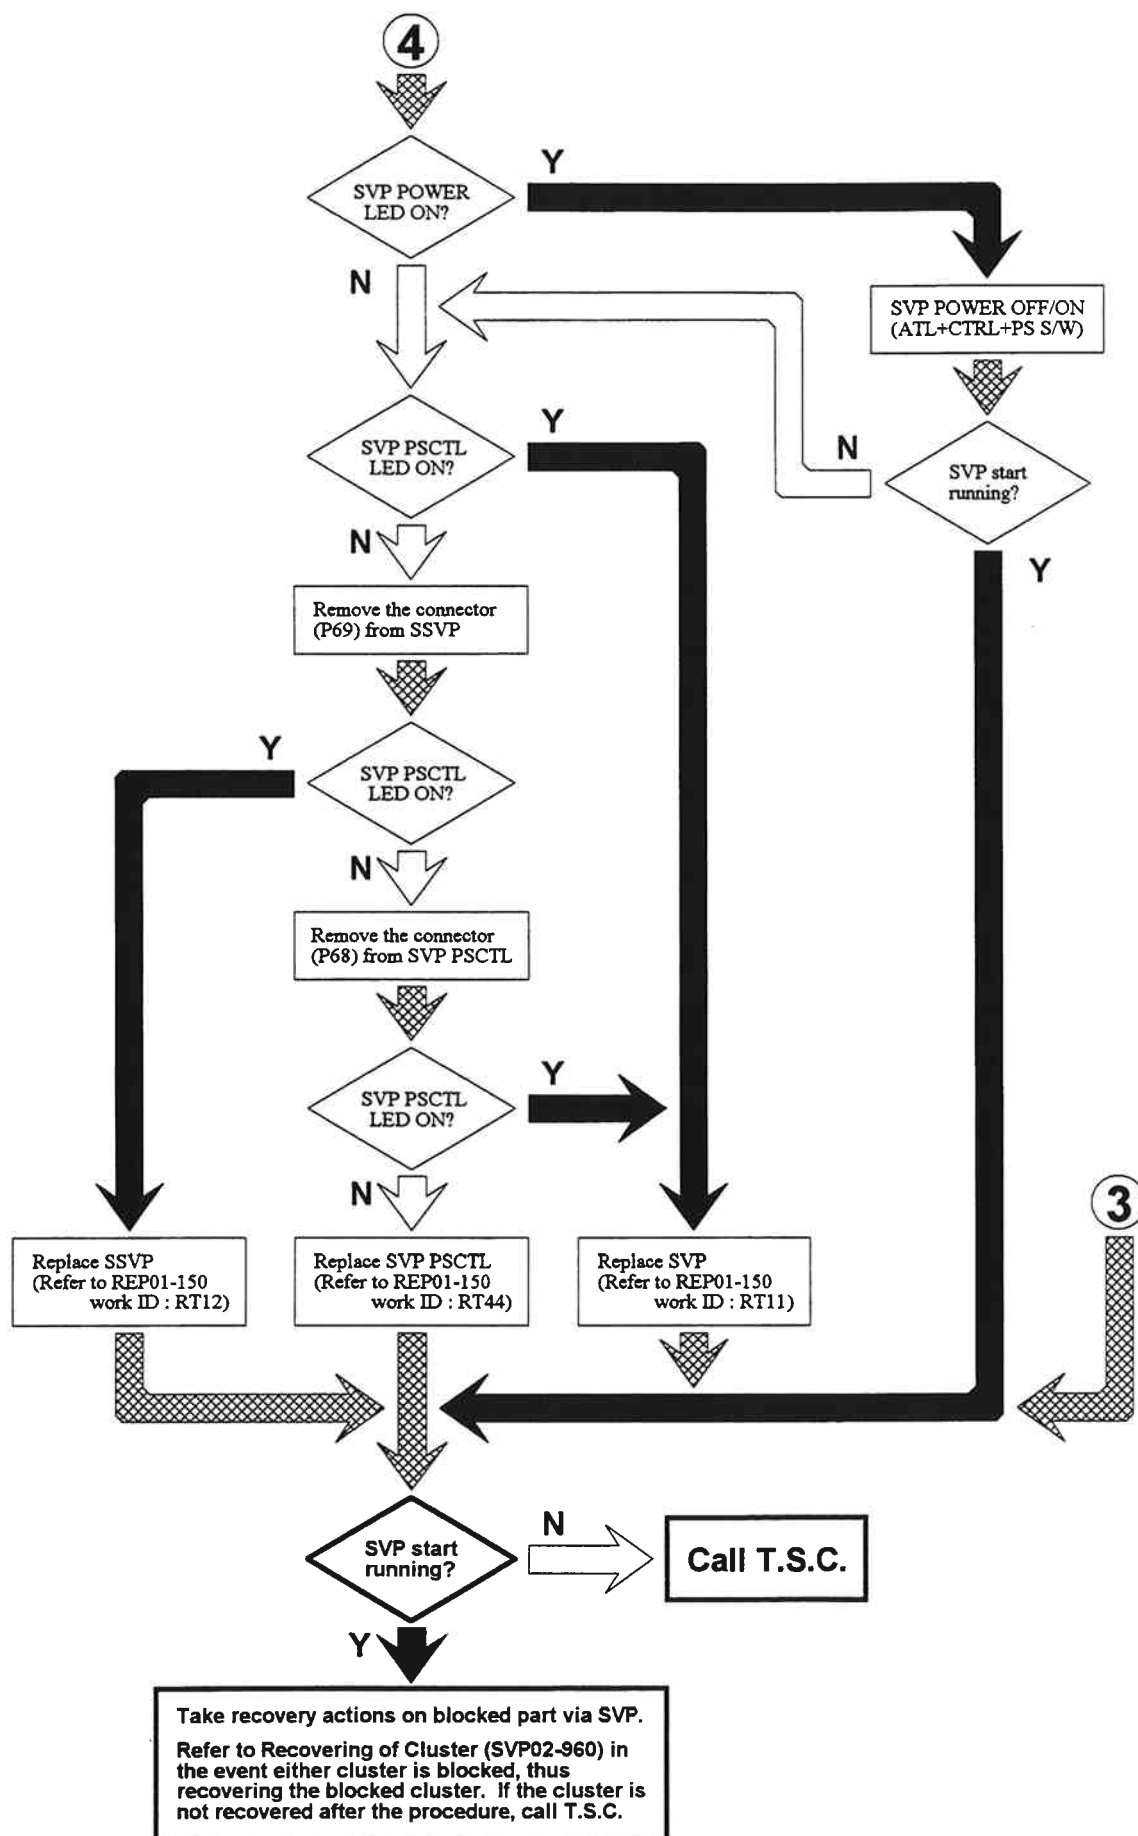 4
Y
SVP POWER
LED ON?
N
SVP POWER OFF/ON
(ATL+CTRL+PS S/W)
Y
SVP PSCTL
LED ON?
N
SVP start
running?
N
Y
Remove the connector
(P69) from SSVP
Y
SVP PSCTL
LED ON?
N
Remove the connector
(P68) from SVP PSCTL
Y
SVP PSCTL
LED ON?
N
3
Replace SSVP
(Refer to REP01-150
work ID : RT12)
Replace SVP PSCTL
(Refer to REP01-150
work ID : RT44)
Replace SVP
(Refer to REP01-150
work ID : RT11)
N
SVP start
running?
Call T.S.C.
Y
Take recovery actions on blocked part via SVP.
Refer to Recovering of Cluster (SVP02-960) in
the event either cluster is blocked, thus
recovering the blocked cluster. If the cluster is
not recovered after the procedure, call T.S.C.